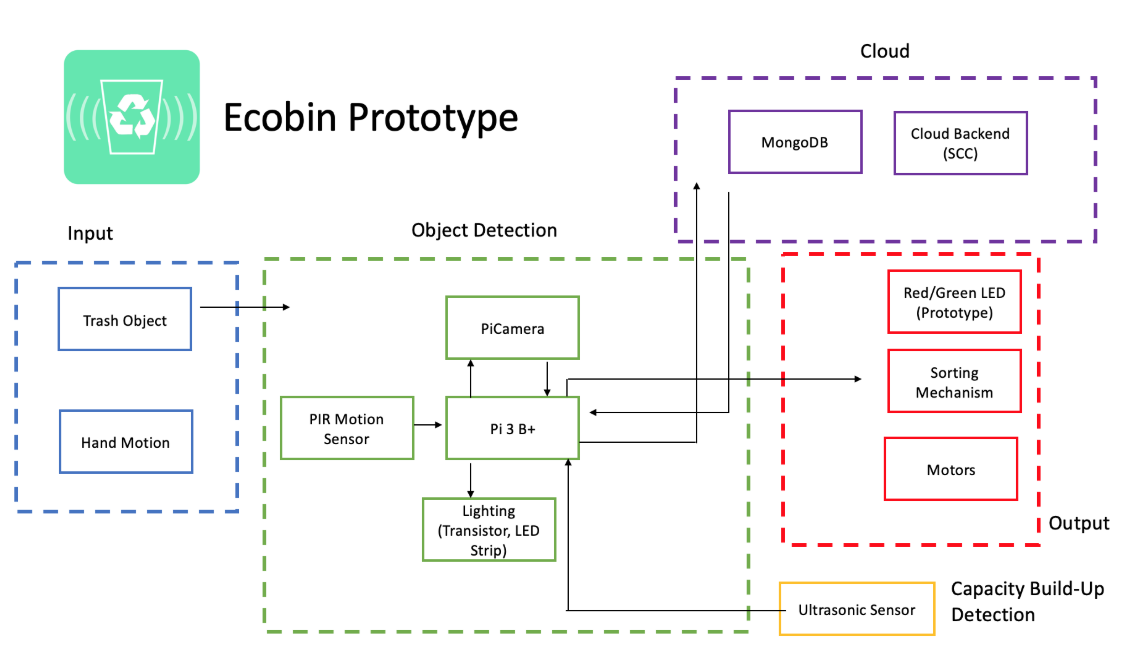 Cloud
Ecobin Prototype
MongoDB
Cloud Backend
(SCC)
Input
Object Detection
Trash Object
Hand Motion
PiCamera
PIR Motion
Sensor
Pi 3 B+
Lighting
(Transistor, LED
Strip)
Red/Green LED
(Prototype)
Sorting
Mechanism
Motors
Output
Ultrasonic Sensor
Capacity Build-Up
Detection